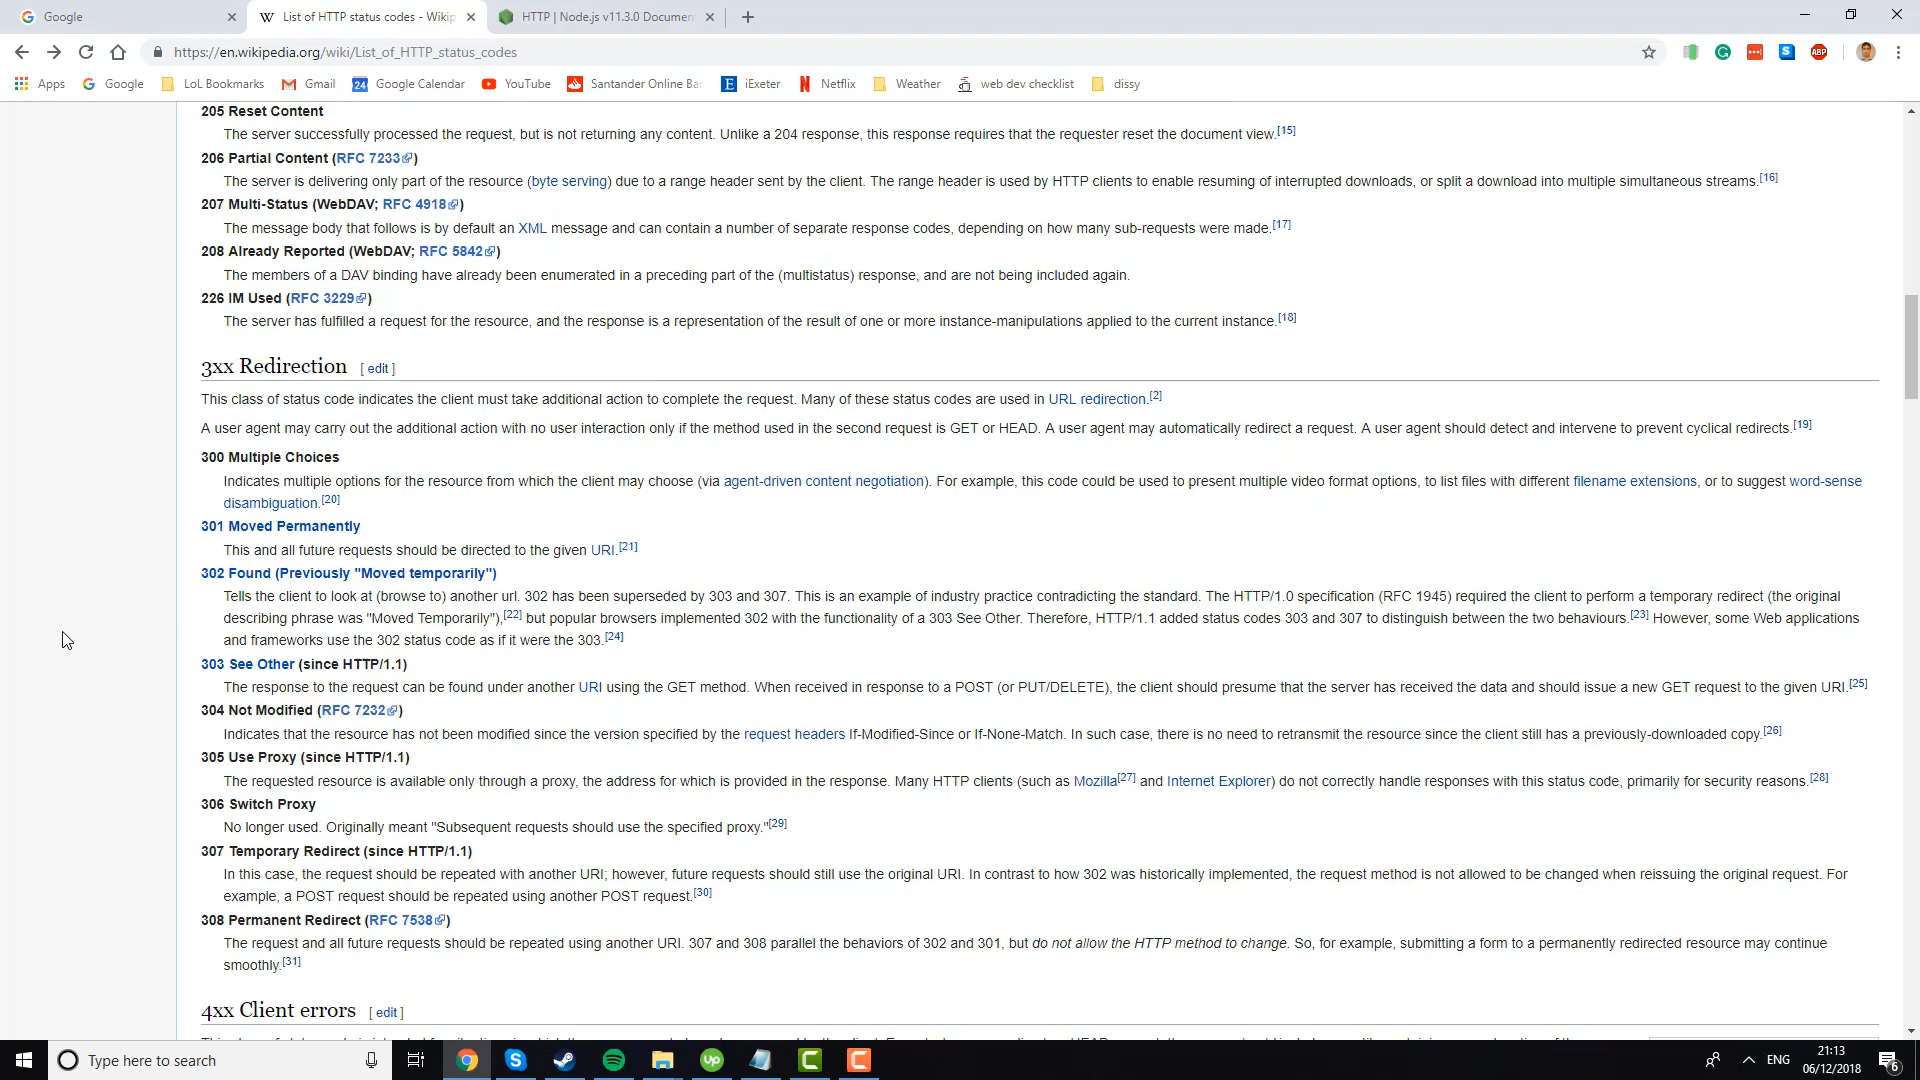 Google
List of HTTP status codes - Wikip
HTTP | Node.js v11.3.0 Documen
https://en.wikipedia.org/wiki/List_of_HTTP_status_codes
ABP
Apps
Google
LoL Bookmarks
Gmail
24
Google Calendar
YouTube
Santander Online Ba
iExeter
Netflix
Weather
web dev checklist
dissy
205 Reset Content
The server successfully processed the request, but is not returning any content. Unlike a 204 response, this response requires that the requester reset the document view.[15]
206 Partial Content (RFC 7233)
The server is delivering only part of the resource (byte serving) due to a range header sent by the client. The range header is used by HTTP clients to enable resuming of interrupted downloads, or split a download into multiple simultaneous streams.[16]
207 Multi-Status (WebDAV; RFC 4918)
The message body that follows is by default an XML message and can contain a number of separate response codes, depending on how many sub-requests were made.[17]
208 Already Reported (WebDAV; RFC 5842)
The members of a DAV binding have already been enumerated in a preceding part of the (multistatus) response, and are not being included again.
226 IM Used (RFC 3229)
The server has fulfilled a request for the resource, and the response is a representation of the result of one or more instance-manipulations applied to the current instance.[18]
3xx Redirection [ edit ]
This class of status code indicates the client must take additional action to complete the request. Many of these status codes are used in URL redirection.[2]
A user agent may carry out the additional action with no user interaction only if the method used in the second request is GET or HEAD. A user agent may automatically redirect a request. A user agent should detect and intervene to prevent cyclical redirects.[19]
300 Multiple Choices
Indicates multiple options for the resource from which the client may choose (via agent-driven content negotiation). For example, this code could be used to present multiple video format options, to list files with different filename extensions, or to suggest word-sense
disambiguation.[20]
301 Moved Permanently
This and all future requests should be directed to the given URI.[21]
302 Found (Previously "Moved temporarily")
Tells the client to look at (browse to) another url. 302 has been superseded by 303 and 307. This is an example of industry practice contradicting the standard. The HTTP/1.0 specification (RFC 1945) required the client to perform a temporary redirect (the original
describing phrase was "Moved Temporarily"),[22] but popular browsers implemented 302 with the functionality of a 303 See Other. Therefore, HTTP/1.1 added status codes 303 and 307 to distinguish between the two behaviours.[23] However, some Web applications
and frameworks use the 302 status code as if it were the 303.[24]
303 See Other (since HTTP/1.1)
The response to the request can be found under another URI using the GET method. When received in response to a POST (or PUT/DELETE), the client should presume that the server has received the data and should issue a new GET request to the given URI.[25]
304 Not Modified (RFC 7232)
Indicates that the resource has not been modified since the version specified by the request headers If-Modified-Since or If-None-Match. In such case, there is no need to retransmit the resource since the client still has a previously-downloaded copy.[26]
305 Use Proxy (since HTTP/1.1)
The requested resource is available only through a proxy, the address for which is provided in the response. Many HTTP clients (such as Mozilla[27] and Internet Explorer) do not correctly handle responses with this status code, primarily for security reasons.[28]
306 Switch Proxy
No longer used. Originally meant "Subsequent requests should use the specified proxy."[29]
307 Temporary Redirect (since HTTP/1.1)
In this case, the request should be repeated with another URI; however, future requests should still use the original URI. In contrast to how 302 was historically implemented, the request method is not allowed to be changed when reissuing the original request. For
example, a POST request should be repeated using another POST request.[30]
308 Permanent Redirect (RFC 7538)
The request and all future requests should be repeated using another URI. 307 and 308 parallel the behaviors of 302 and 301, but do not allow the HTTP method to change. So, for example, submitting a form to a permanently redirected resource may continue
smoothly.[31]
4xx Client errors [ edit ]
Type here to search
ENG
21:13
06/12/2018
6